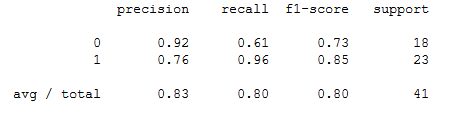 precision recall f1-score support
0 0.92 0.61 0.73 18
1 0.76 0.96 0.85 23
avg / total 0.83 0.80 0.80 41